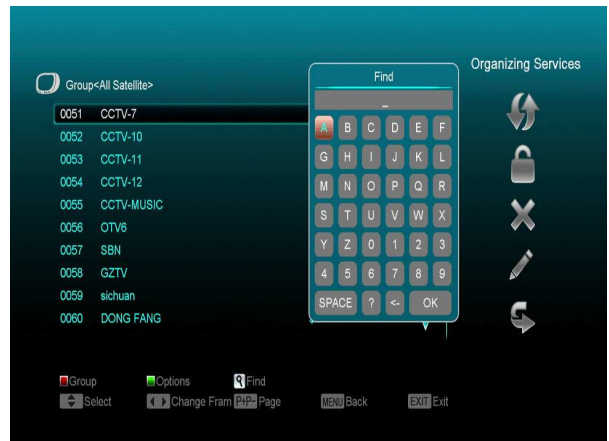 Organizing Services
Group<All Satellite>
0051 CCTV-7
0052 CCTV-10
0053 CCTV-11
0054 CCTV-12
0055 CCTV-MUSIC
0056 OTV6
0057 SBN
0058 GZTV
0059 sichuan
0060 DONG FANG
Find
_
A B C D E F
G H I J K L
M N O P Q R
S T U V W X
Y Z 0 1 2 3
4 5 6 7 8 9
SPACE ? <- OK
Group Options Find
Select Change Fram P+P- Page MENU Back EXIT Exit